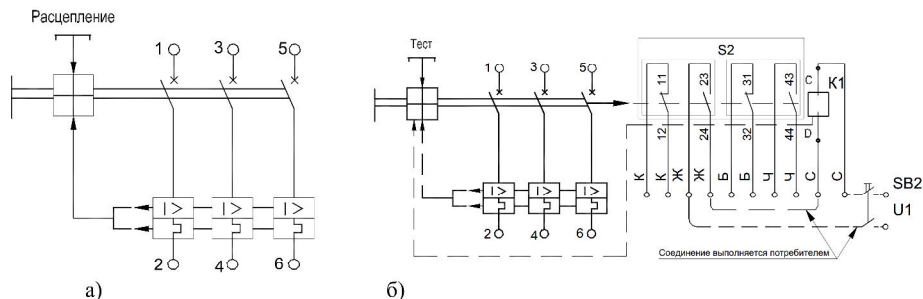 Расцепление
1 3 5
I> I> I>
2 4 6
а)
Тест
1 3 5
I> I> I>
2 4 6
б)
S2
11 23 31 43
12 24 32 44
C
K1
D
К К Ж Ж Б Б Ч Ч С С
SB2
U1
Соединение выполняется потребителем